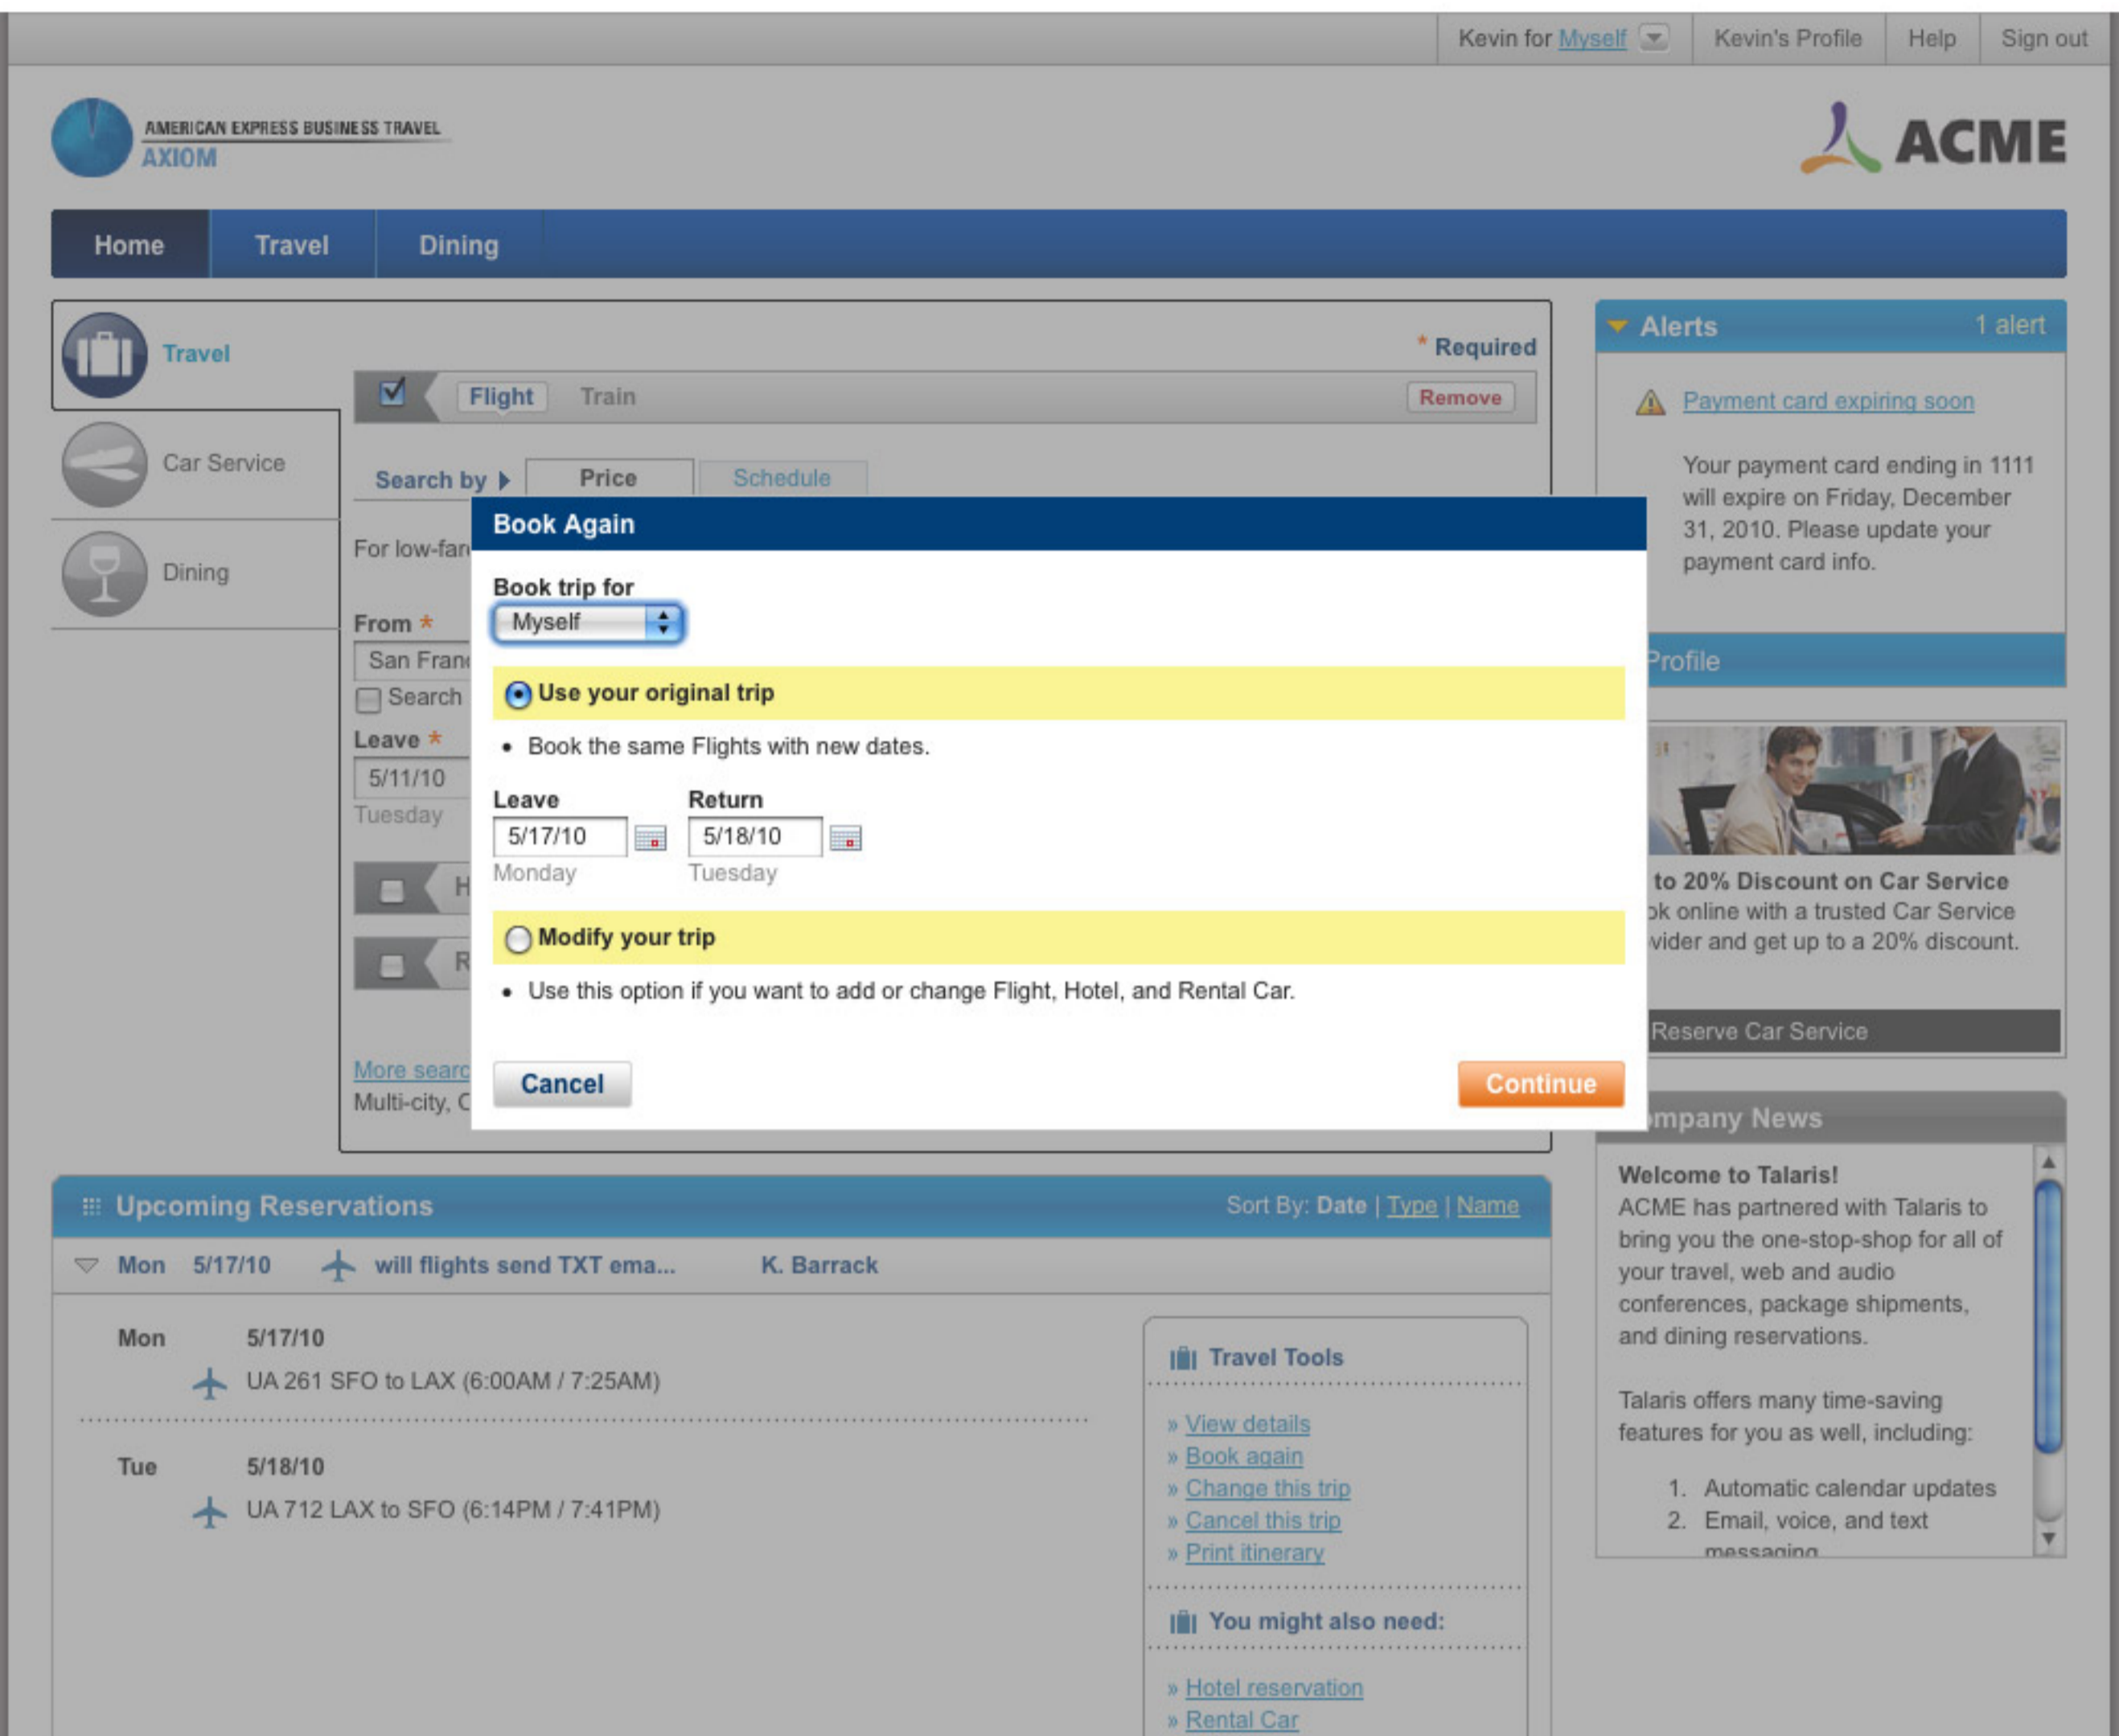 Kevin for Myself
Kevin's Profile
Help
Sign out
AMERICAN EXPRESS BUSINESS TRAVEL
AXIOM
ACME
Home
Travel
Dining
Travel
Car Service
Dining
* Required
Flight
Train
Remove
Search by
Price
Schedule
For low-far
From *
San Fran
Search
Leave *
5/11/10
Tuesday
H
R
More searc
Multi-city, C
Book Again
Book trip for
Myself
Use your original trip
• Book the same Flights with new dates.
Leave
Return
5/17/10
5/18/10
Monday
Tuesday
Modify your trip
• Use this option if you want to add or change Flight, Hotel, and Rental Car.
Cancel
Continue
Alerts
1 alert
Payment card expiring soon
Your payment card ending in 1111
will expire on Friday, December
31, 2010. Please update your
payment card info.
Profile
to 20% Discount on Car Service
ok online with a trusted Car Service
vider and get up to a 20% discount.
Reserve Car Service
mpany News
Welcome to Talaris!
ACME has partnered with Talaris to
bring you the one-stop-shop for all of
your travel, web and audio
conferences, package shipments,
and dining reservations.
Talaris offers many time-saving
features for you as well, including:
1. Automatic calendar updates
2. Email, voice, and text
messaging
Upcoming Reservations
Sort By: Date | Type | Name
Mon 5/17/10 will flights send TXT ema... K. Barrack
Mon 5/17/10
UA 261 SFO to LAX (6:00AM / 7:25AM)
Tue 5/18/10
UA 712 LAX to SFO (6:14PM / 7:41PM)
Travel Tools
» View details
» Book again
» Change this trip
» Cancel this trip
» Print itinerary
You might also need:
» Hotel reservation
» Rental Car